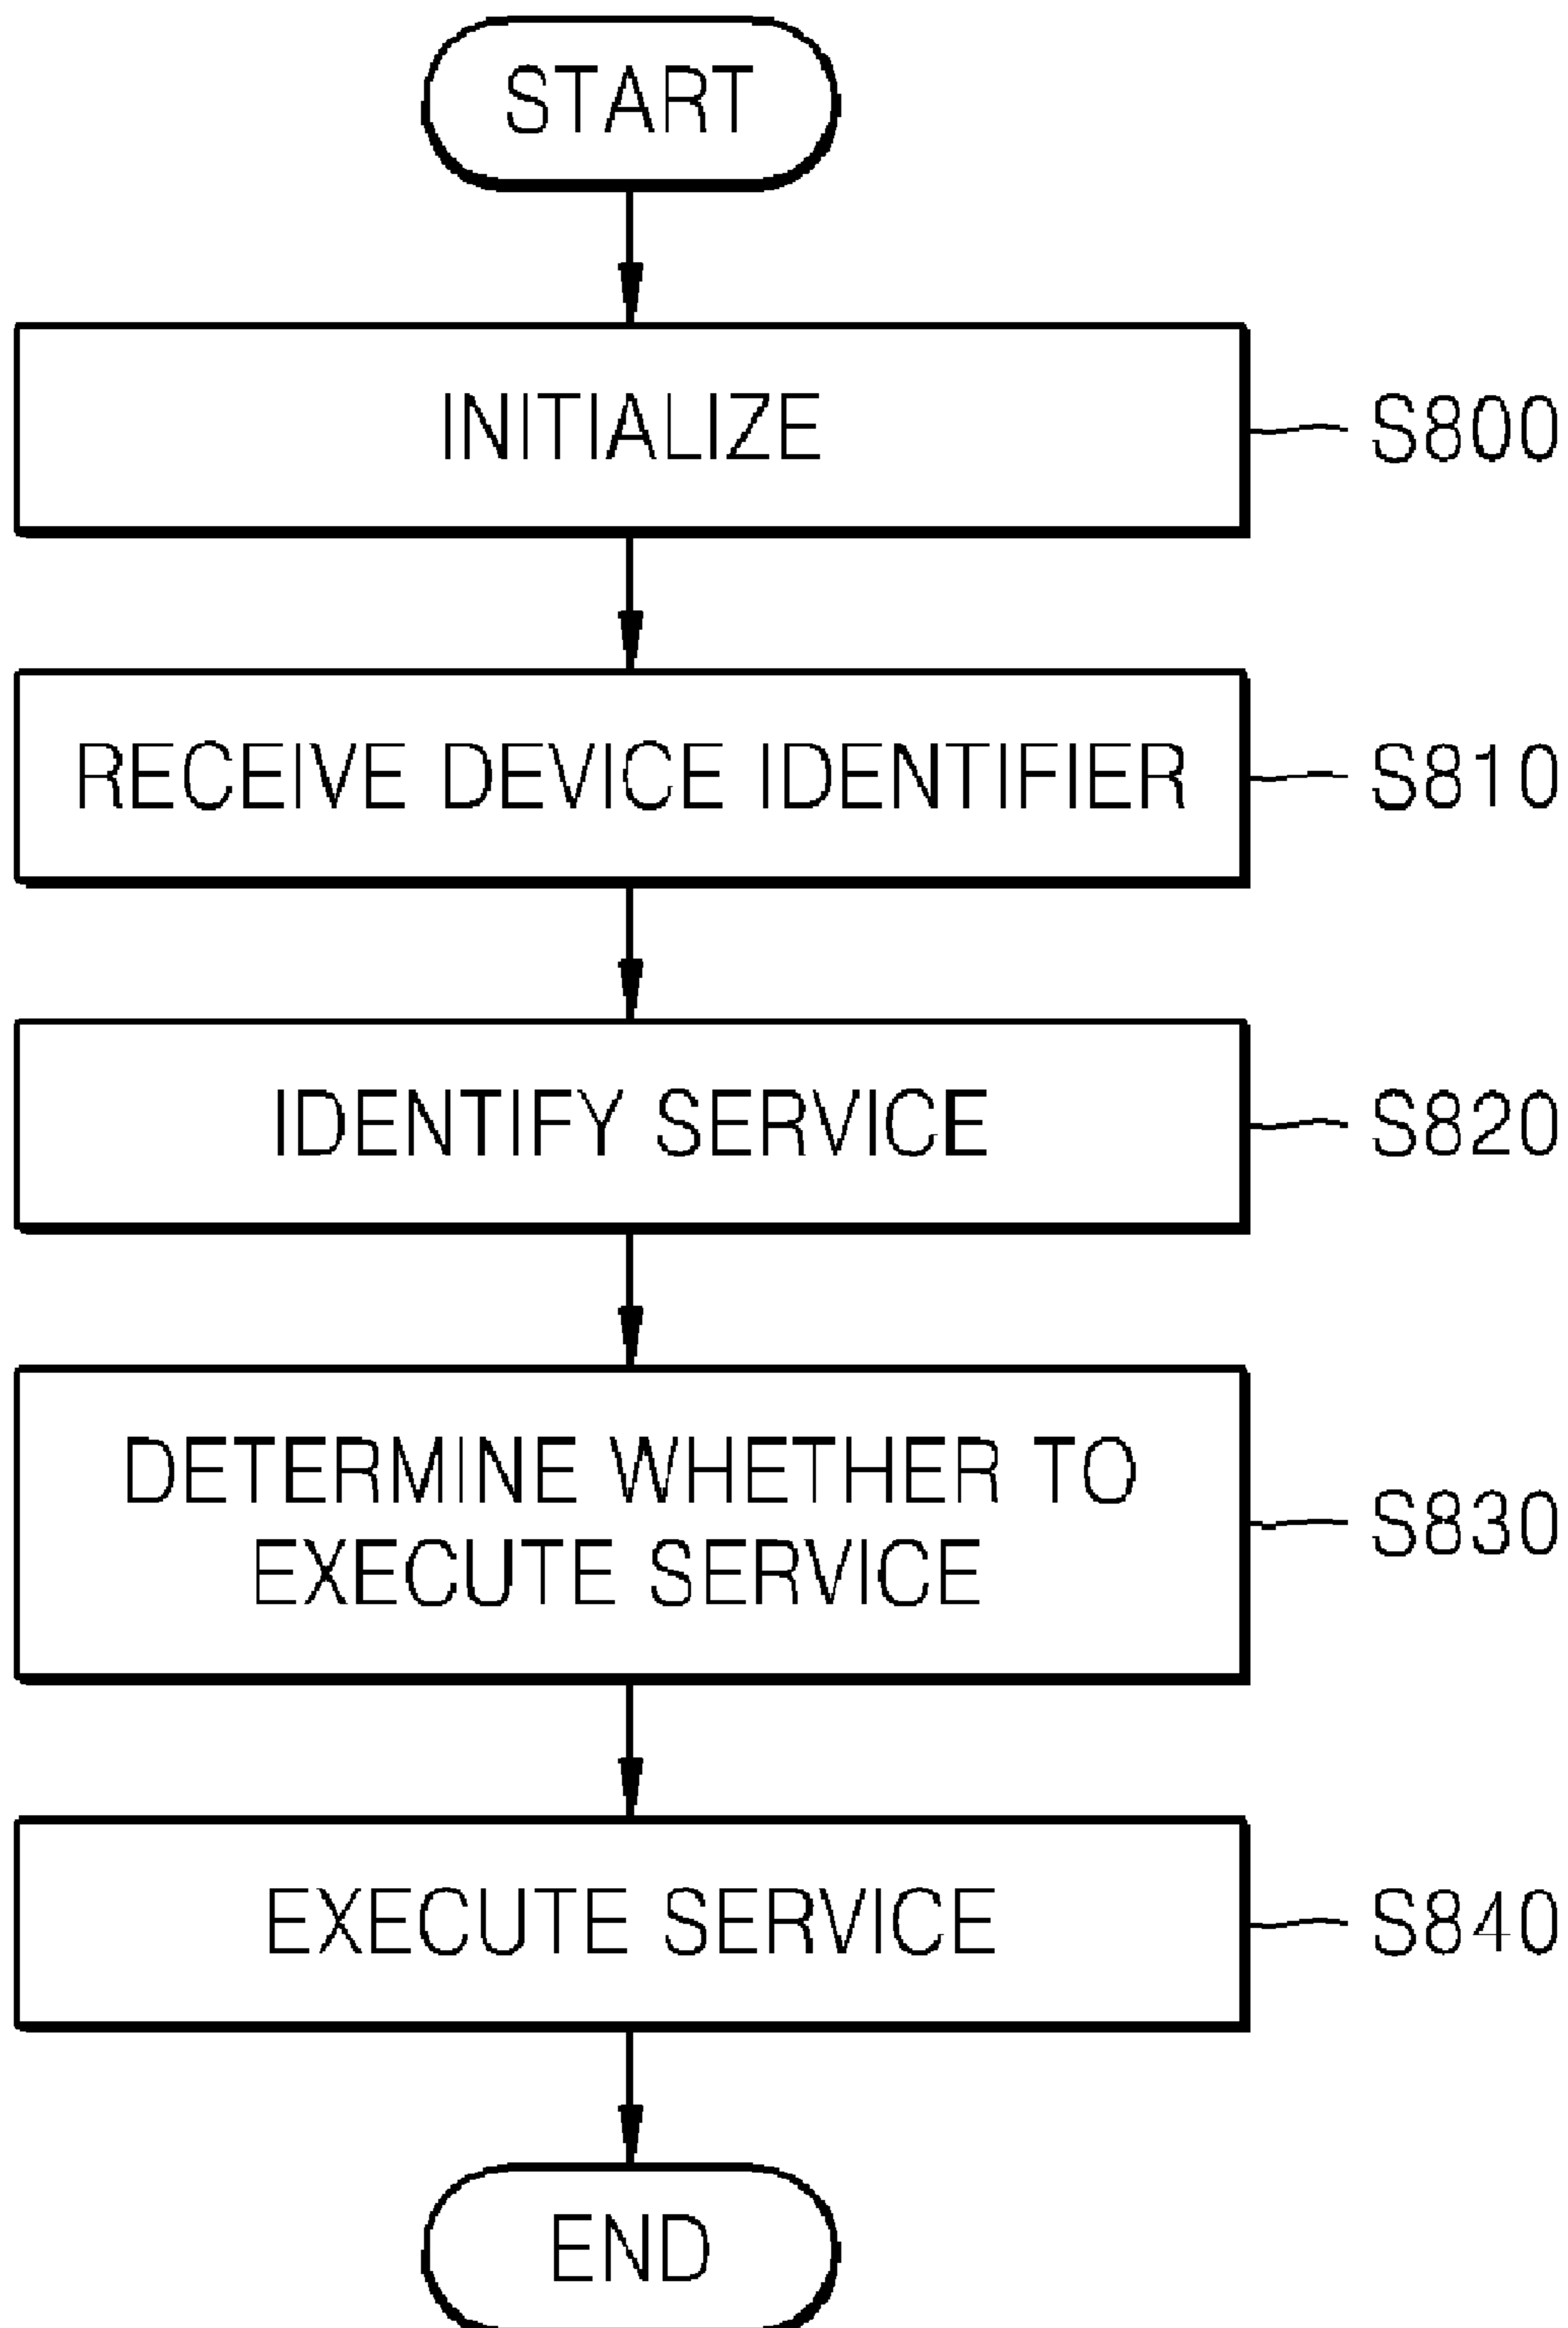 START
INITIALIZE
S800
RECEIVE DEVICE IDENTIFIER
S810
IDENTIFY SERVICE
S820
DETERMINE WHETHER TO
EXECUTE SERVICE
S830
EXECUTE SERVICE
S840
END